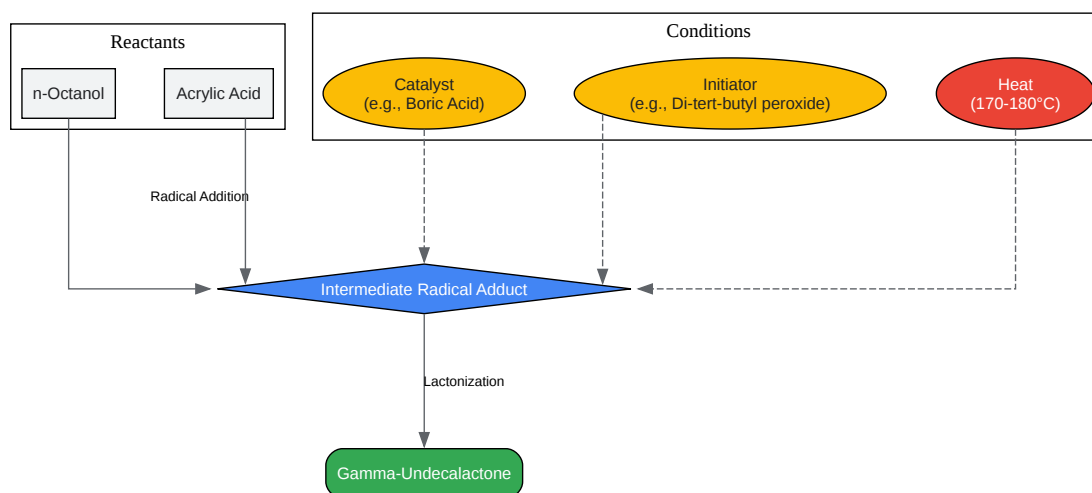 Reactants
n-Octanol
Acrylic Acid
Conditions
Catalyst
(e.g., Boric Acid)
Initiator
(e.g., Di-tert-butyl peroxide)
Heat
(170-180°C)
Radical Addition
Intermediate Radical Adduct
Lactonization
Gamma-Undecalactone